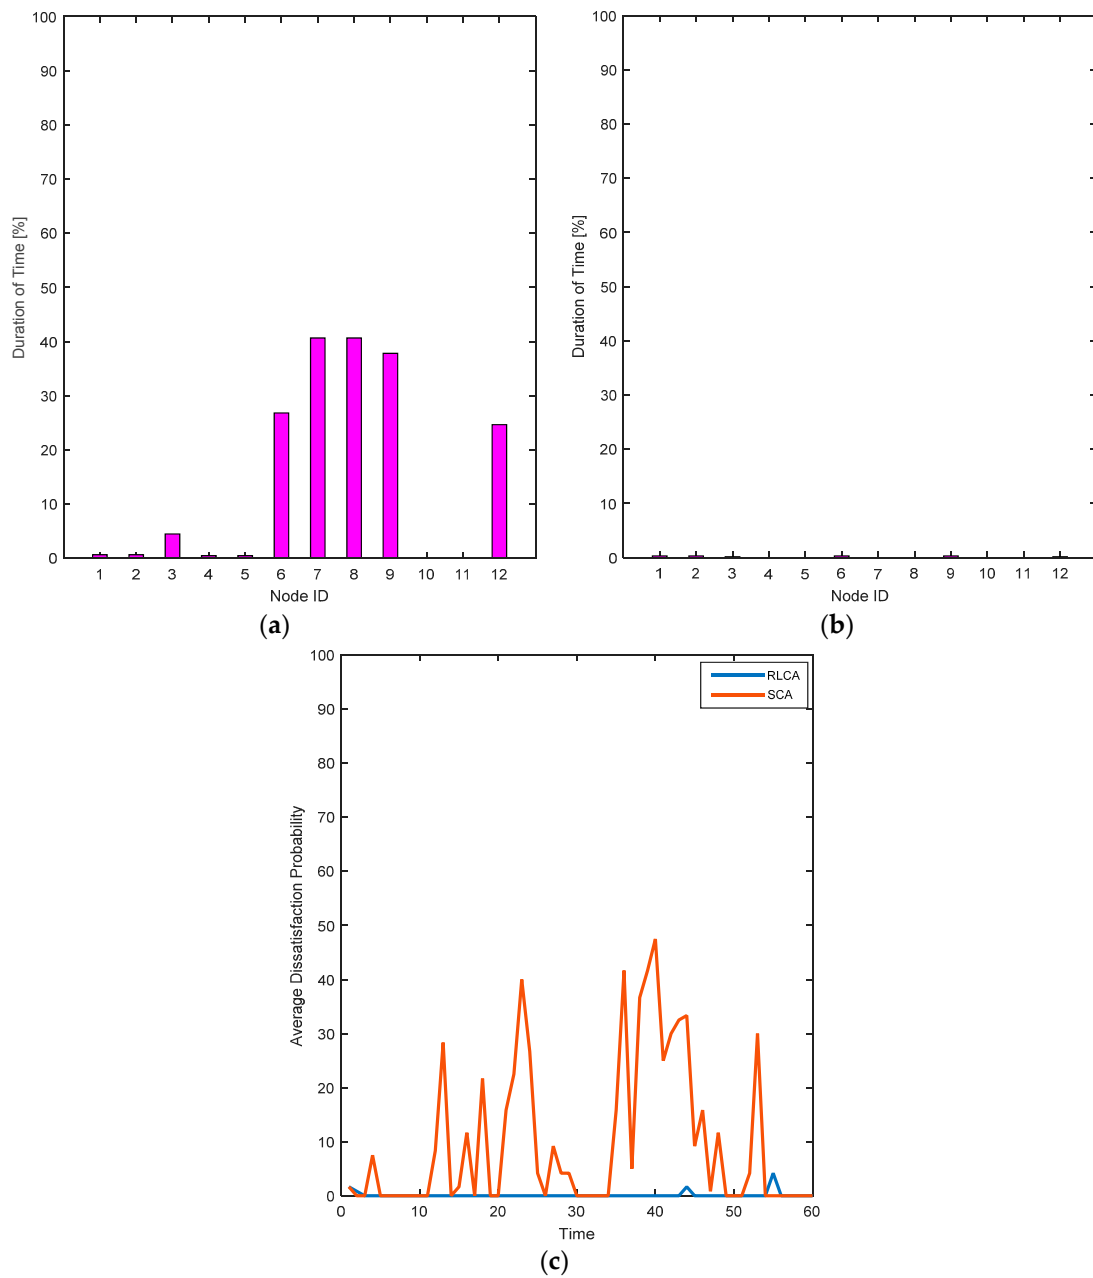 100
90
80
70
60
50
40
30
20
10
0
Duration of Time [%]
1 2 3 4 5 6 7 8 9 10 11 12
Node ID
(a)
100
90
80
70
60
50
40
30
20
10
0
Duration of Time [%]
1 2 3 4 5 6 7 8 9 10 11 12
Node ID
(b)
100
90
80
70
60
50
40
30
20
10
0
Average Dissatisfaction Probability
RLCA
SCA
0 10 20 30 40 50 60
Time
(c)